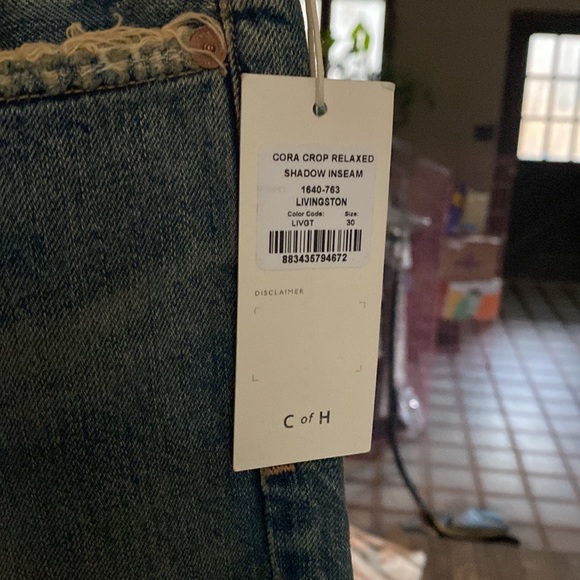 CORA CROP RELAXED
SHADOW INSEAM
1640-763
LIVINGSTON
Color Code: Size:
LIVGT 30
883435794672
DISCLAIMER
C of H